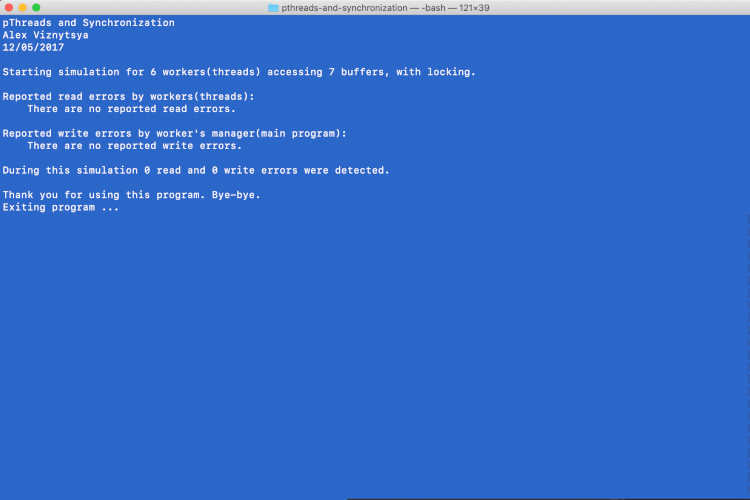 pthreads-and-synchronization — -bash — 121×39
pThreads and Synchronization
Alex Viznytsya
12/05/2017
Starting simulation for 6 workers(threads) accessing 7 buffers, with locking.
Reported read errors by workers(threads):
There are no reported read errors.
Reported write errors by worker's manager(main program):
There are no reported write errors.
During this simulation 0 read and 0 write errors were detected.
Thank you for using this program. Bye-bye.
Exiting program ...